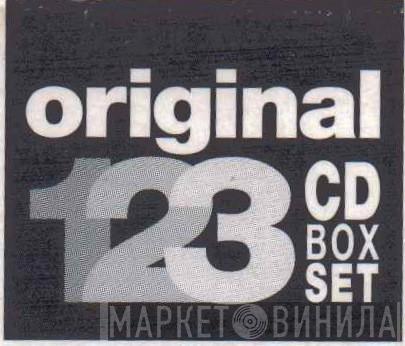 original
123
CD
BOX
SET
МАРКЕТ ВИНИЛА